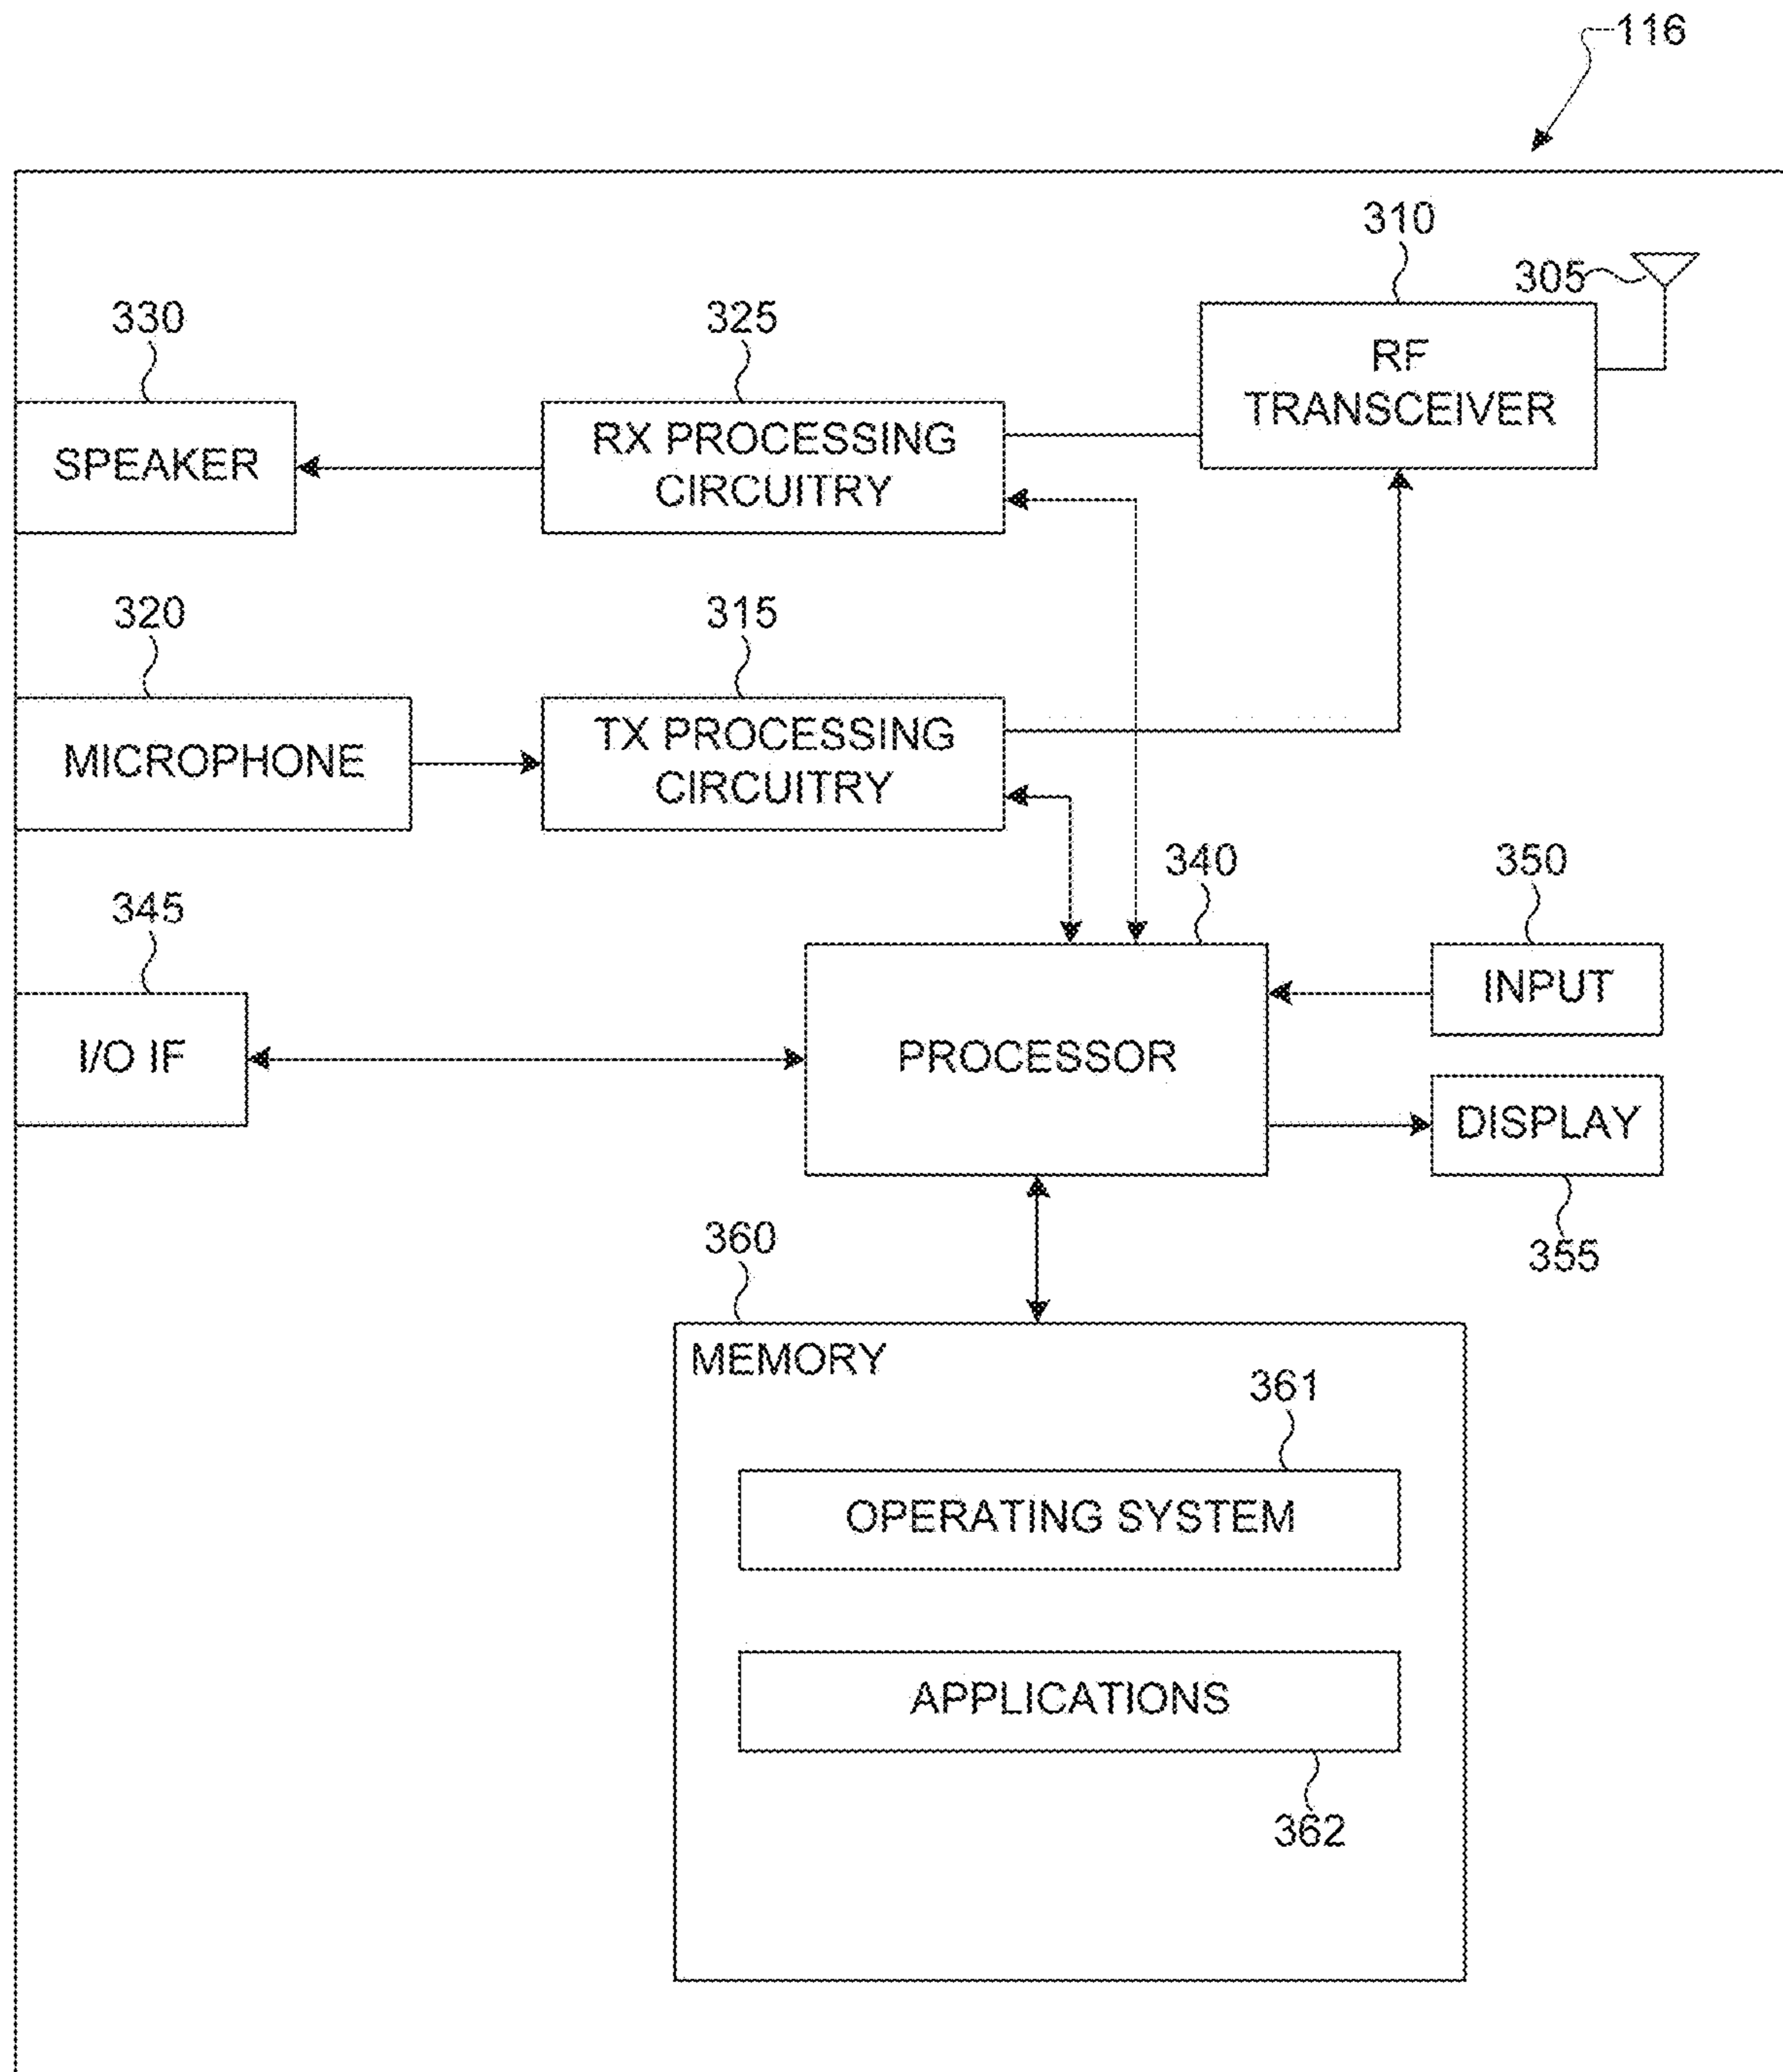 116
310
305
330
325
RF
TRANSCEIVER
SPEAKER
RX PROCESSING
CIRCUITRY
320
315
MICROPHONE
TX PROCESSING
CIRCUITRY
340
350
345
INPUT
I/O IF
PROCESSOR
DISPLAY
355
360
MEMORY
361
OPERATING SYSTEM
APPLICATIONS
362